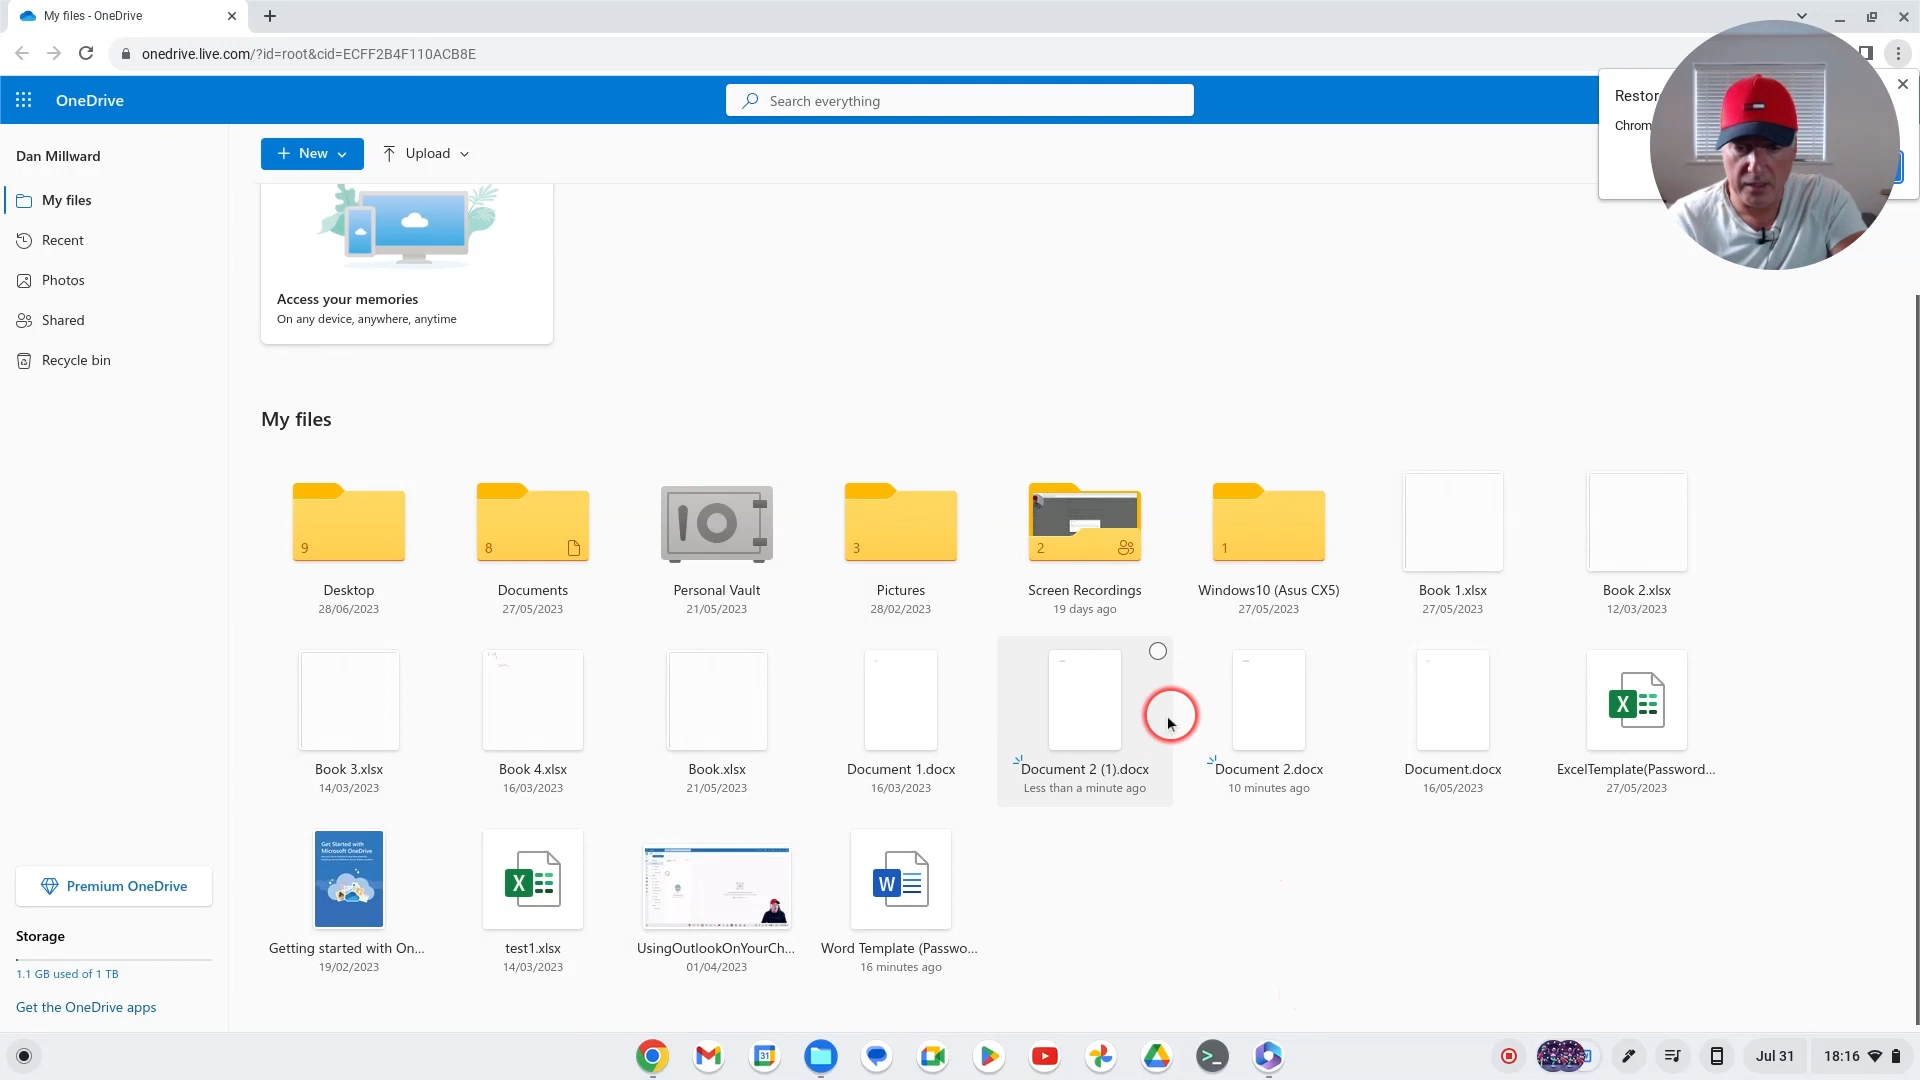 My files - OneDrive
onedrive.live.com/?id=root&cid=ECFF2B4F110ACB8E
OneDrive
Search everything
Restor
Chrom
Dan Millward
New
Upload
My files
Recent
Photos
Shared
Recycle bin
Access your memories
On any device, anywhere, anytime
My files
9
8
3
2
1
Desktop
Documents
Personal Vault
Pictures
Screen Recordings
Windows10 (Asus CX5)
Book 1.xlsx
Book 2.xlsx
28/06/2023
27/05/2023
21/05/2023
28/02/2023
19 days ago
27/05/2023
27/05/2023
12/03/2023
X
Book 3.xlsx
Book 4.xlsx
Book.xlsx
Document 1.docx
Document 2 (1).docx
Document 2.docx
Document.docx
ExcelTemplate(Password...
14/03/2023
16/03/2023
21/05/2023
16/03/2023
Less than a minute ago
10 minutes ago
16/05/2023
27/05/2023
Get Started with
Microsoft OneDrive
X
W
Getting started with On...
test1.xlsx
UsingOutlookOnYourCh...
Word Template (Passwo...
19/02/2023
14/03/2023
01/04/2023
16 minutes ago
Premium OneDrive
Storage
1.1 GB used of 1 TB
Get the OneDrive apps
31
Jul 31
18:16